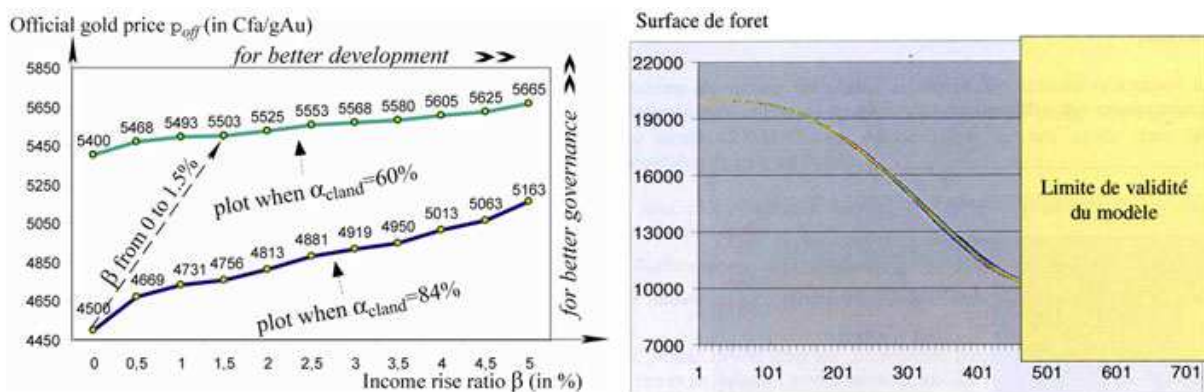 Official gold price p_off (in Cfa/gAu)
for better development
5850
5650
5450
5250
5050
4850
4650
4450
5400 5468 5493 5503 5525 5553 5568 5580 5605 5625 5665
plot when α_cland=60%
β from 0 to 1.5%
4500 4669 4731 4756 4813 4881 4919 4950 5013 5063 5163
plot when α_cland=84%
for better governance
0 0,5 1 1,5 2 2,5 3 3,5 4 4,5 5
Income rise ratio β (in %)
Surface de foret
22000
19000
16000
13000
10000
7000
Limite de validité
du modèle
1 101 201 301 401 501 601 701